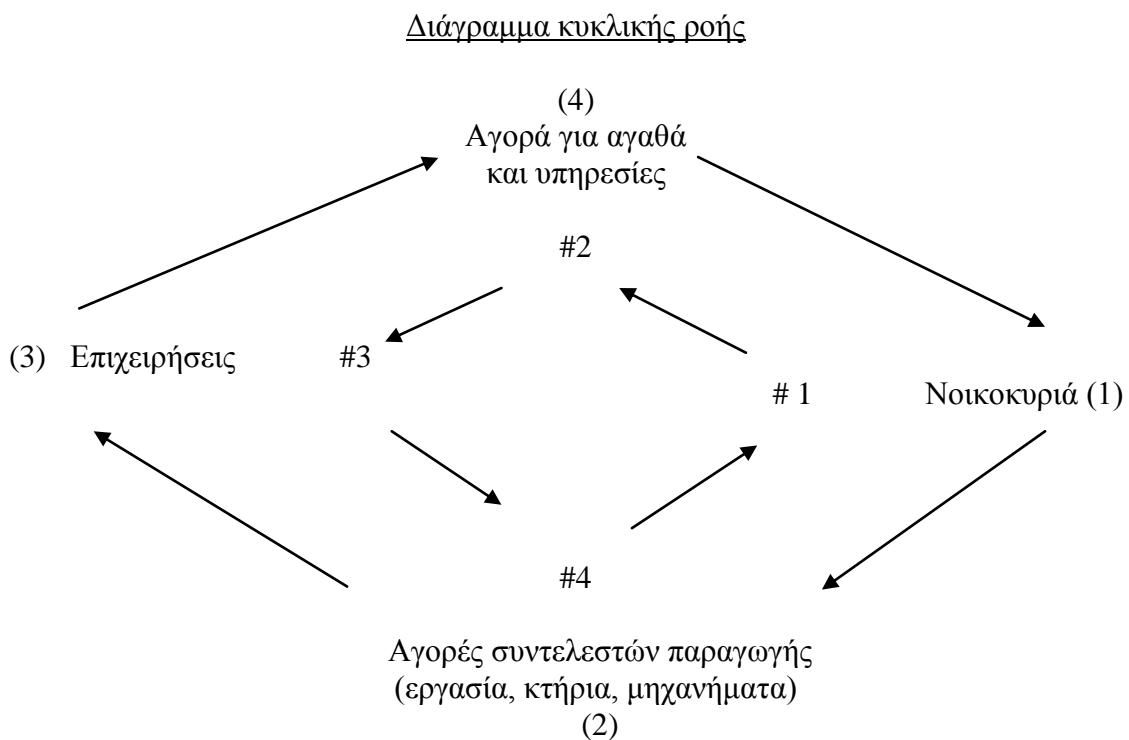 Διάγραμμα κυκλικής ροής
(4)
Αγορά για αγαθά
και υπηρεσίες
#2
(3) Επιχειρήσεις
#3
# 1
Νοικοκυριά (1)
#4
Αγορές συντελεστών παραγωγής
(εργασία, κτήρια, μηχανήματα)
(2)